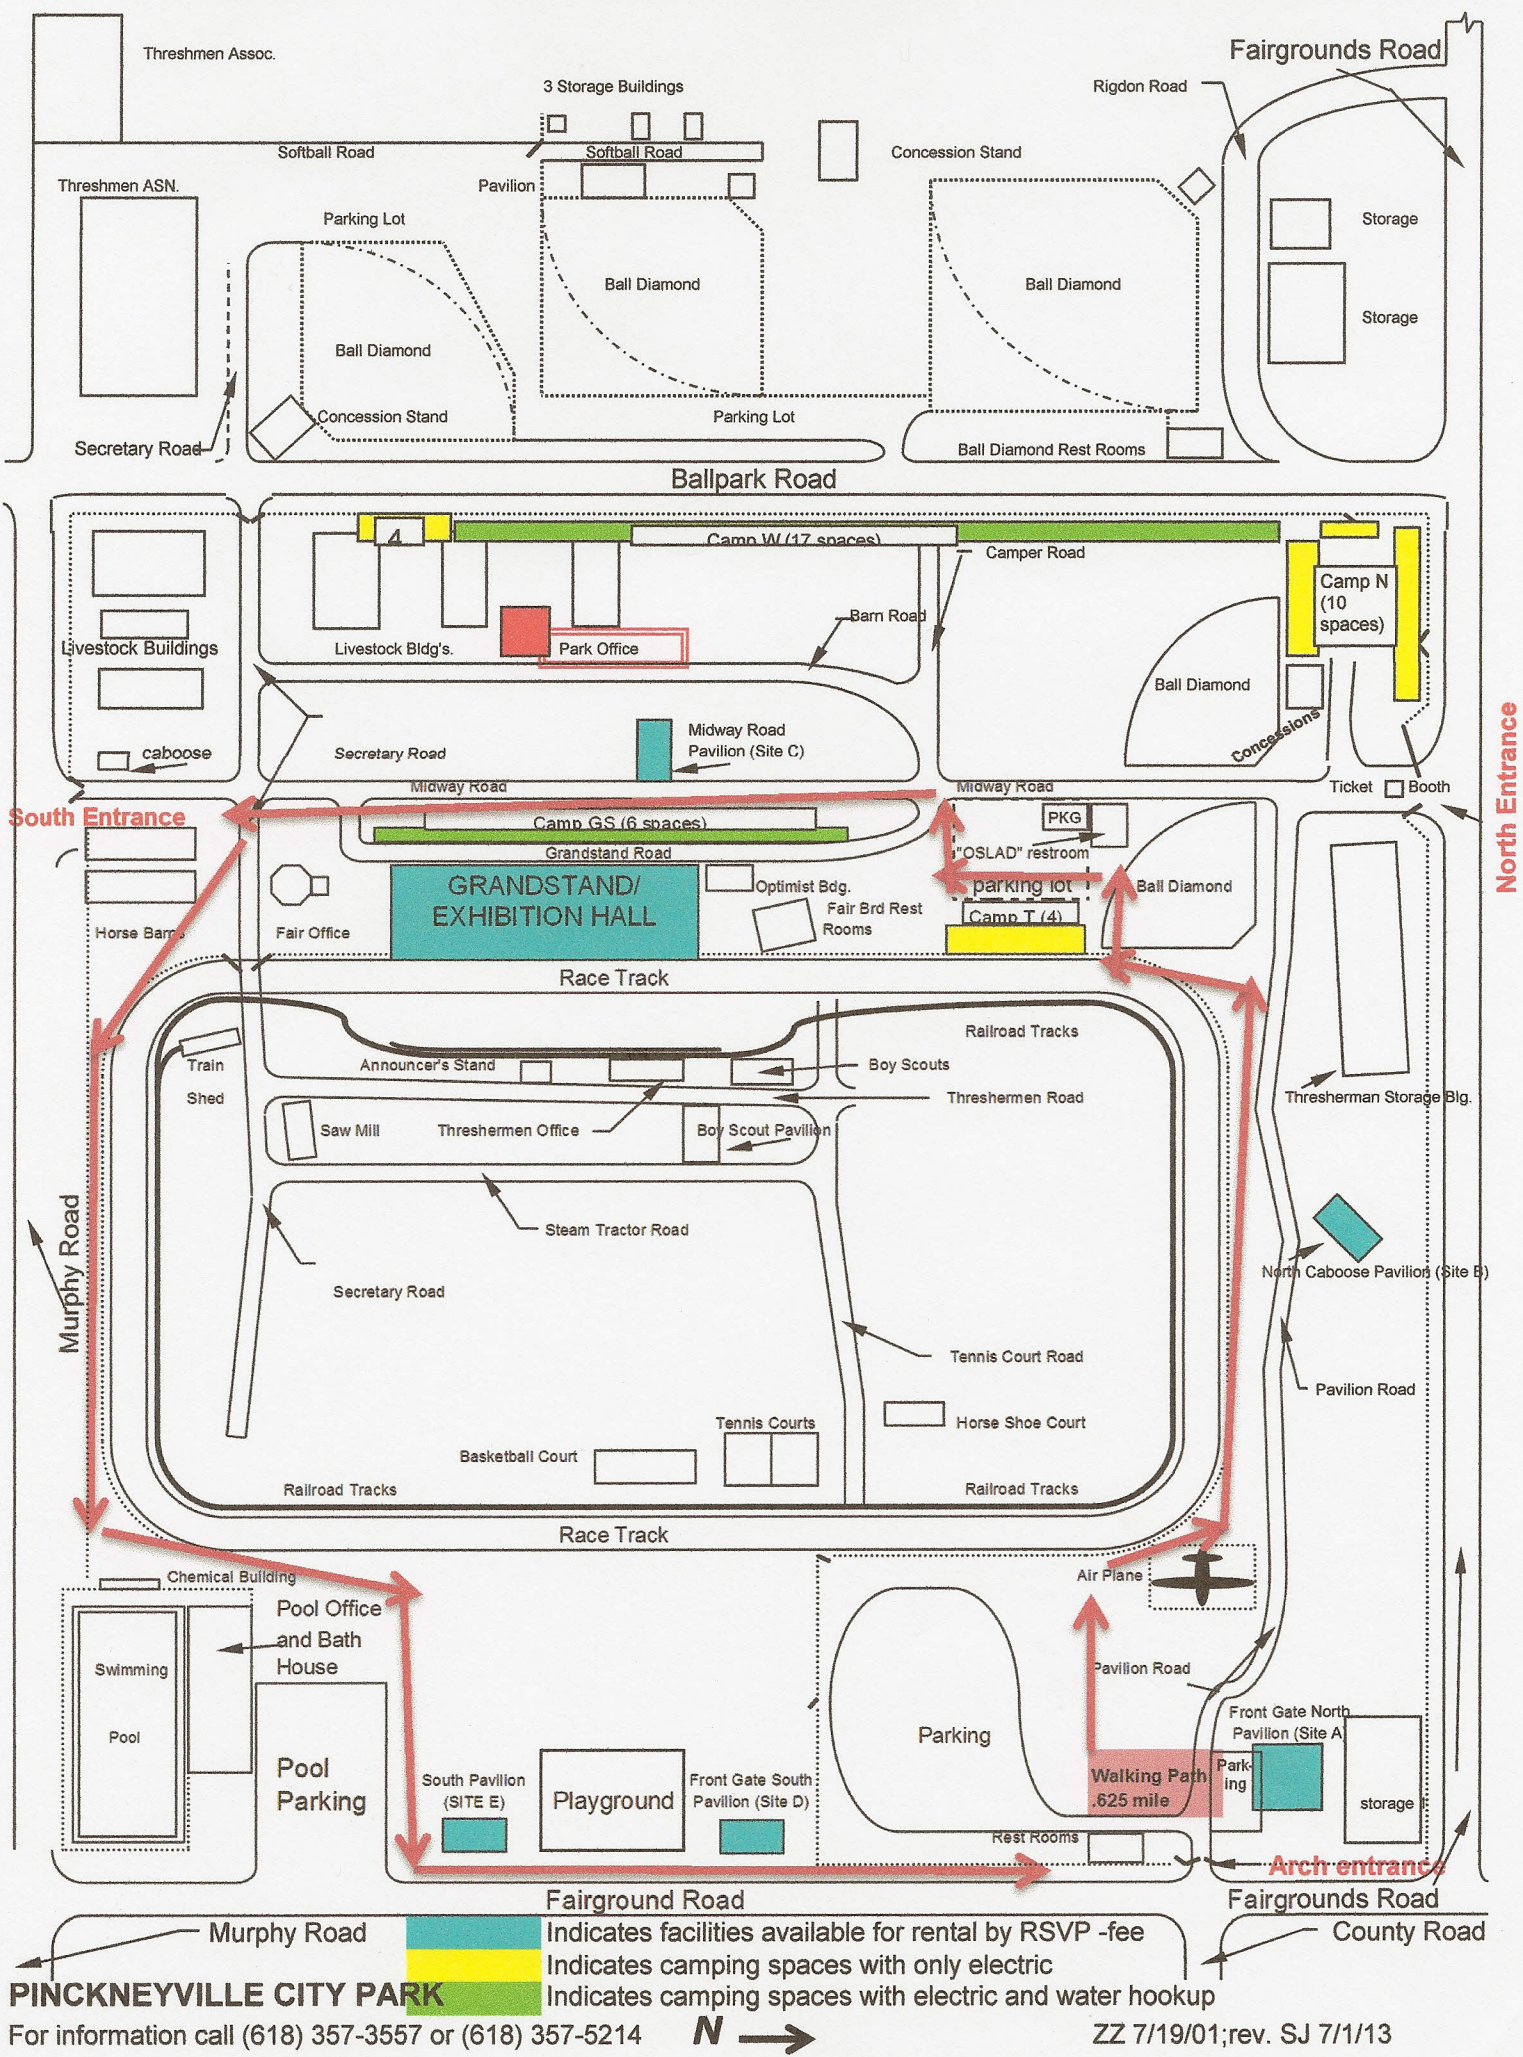 Threshmen Assoc.
Fairgrounds Road
3 Storage Buildings
Rigdon Road
Softball Road
Softball Road
Concession Stand
Threshmen ASN.
Pavilion
Parking Lot
Storage
Ball Diamond
Ball Diamond
Storage
Ball Diamond
Concession Stand
Parking Lot
Secretary Road
Ball Diamond Rest Rooms
Ballpark Road
4
Camp W (17 spaces)
Camper Road
Camp N
(10
spaces)
Barn Road
Livestock Buildings
Livestock Bldg's.
Park Office
Ball Diamond
Concessions
North Entrance
Midway Road
Pavilion (Site C)
caboose
Secretary Road
Midway Road
Midway Road
Ticket
Booth
South Entrance
Camp GS (6 spaces)
PKG
Grandstand Road
"OSLAD" restroom
GRANDSTAND/
EXHIBITION HALL
Optimist Bdg.
parking lot
Ball Diamond
Fair Brd Rest
Rooms
Camp T (4)
Horse Barns
Fair Office
Race Track
Railroad Tracks
Train
Shed
Announcer's Stand
Boy Scouts
Threshermen Road
Thresherman Storage Blg.
Saw Mill
Threshermen Office
Boy Scout Pavilion
Steam Tractor Road
Murphy Road
North Caboose Pavilion (Site B)
Secretary Road
Tennis Court Road
Pavilion Road
Tennis Courts
Horse Shoe Court
Basketball Court
Railroad Tracks
Railroad Tracks
Race Track
Chemical Building
Air Plane
Pool Office
and Bath
House
Swimming
Pool
Pavilion Road
Front Gate North
Pavilion (Site A
Parking
Pool
Parking
South Pavilion
(SITE E)
Playground
Front Gate South
Pavilion (Site D)
Walking Path
.625 mile
Park-
ing
storage
Rest Rooms
Arch entrance
Fairground Road
Fairgrounds Road
Murphy Road
County Road
Indicates facilities available for rental by RSVP -fee
Indicates camping spaces with only electric
Indicates camping spaces with electric and water hookup
PINCKNEYVILLE CITY PARK
For information call (618) 357-3557 or (618) 357-5214
N
ZZ 7/19/01;rev. SJ 7/1/13